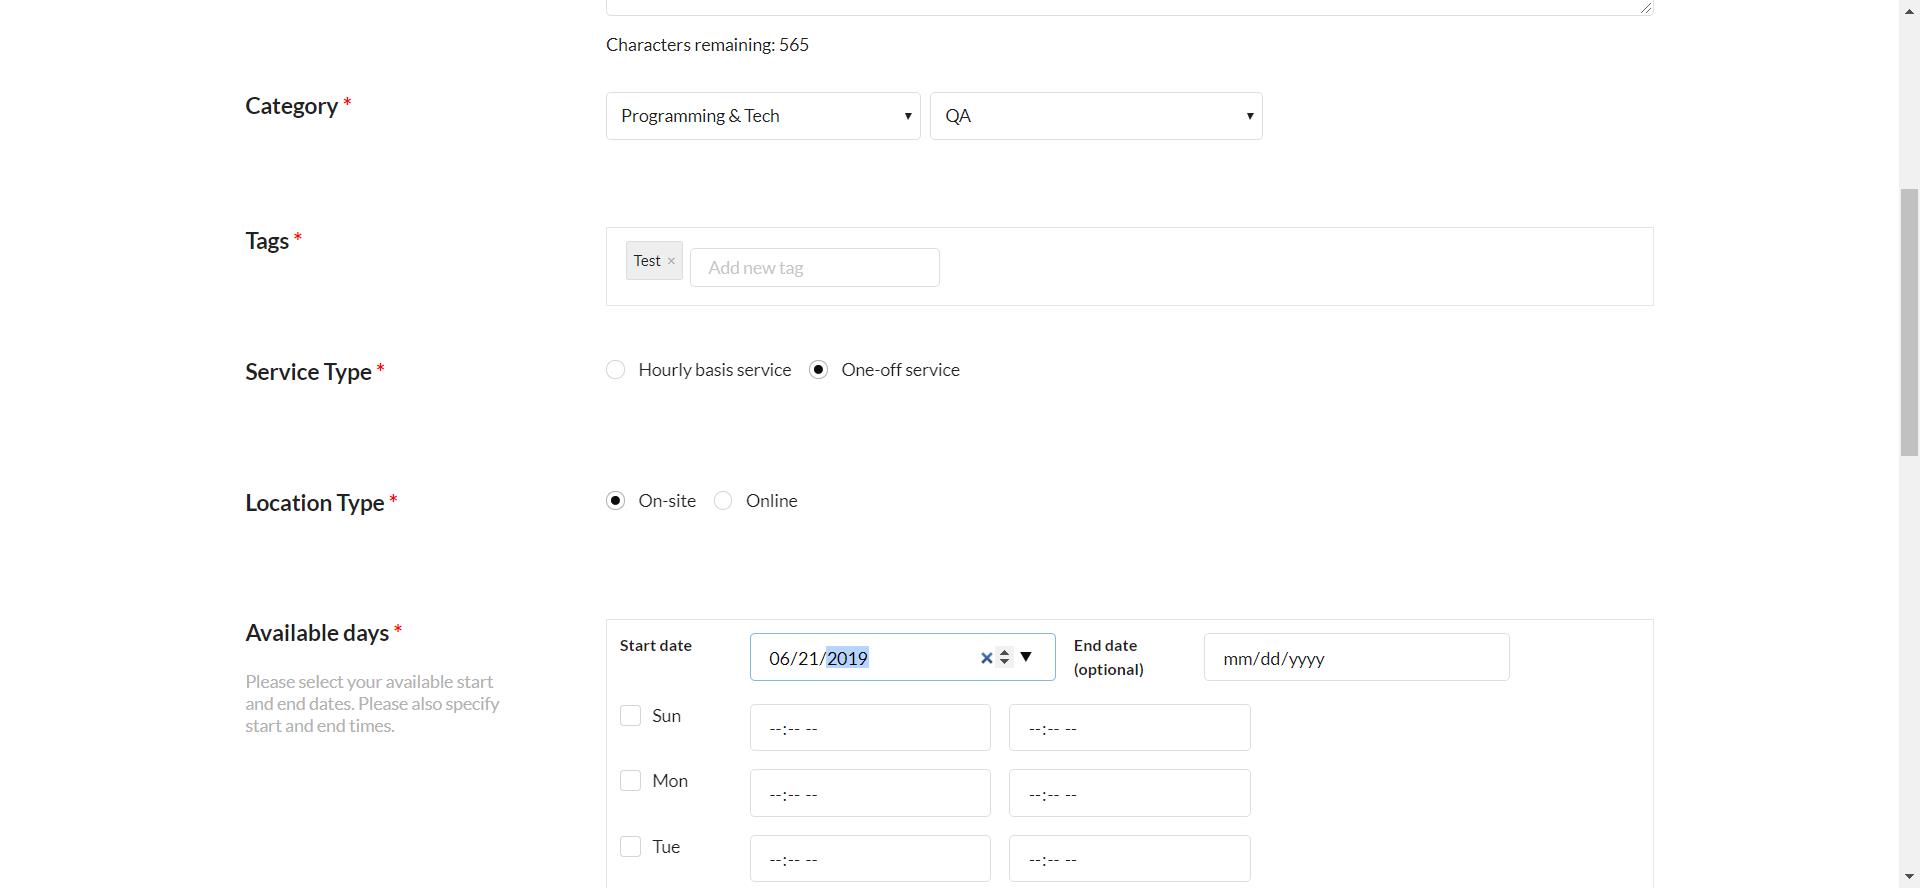 Characters remaining: 565
Category *
Programming & Tech
QA
Tags *
Test ×
Add new tag
Service Type *
Hourly basis service
One-off service
Location Type *
On-site
Online
Available days *
Please select your available start
and end dates. Please also specify
start and end times.
Start date
06/21/2019
End date
(optional)
mm/dd/yyyy
Sun
--:-- --
--:-- --
Mon
--:-- --
--:-- --
Tue
--:-- --
--:-- --